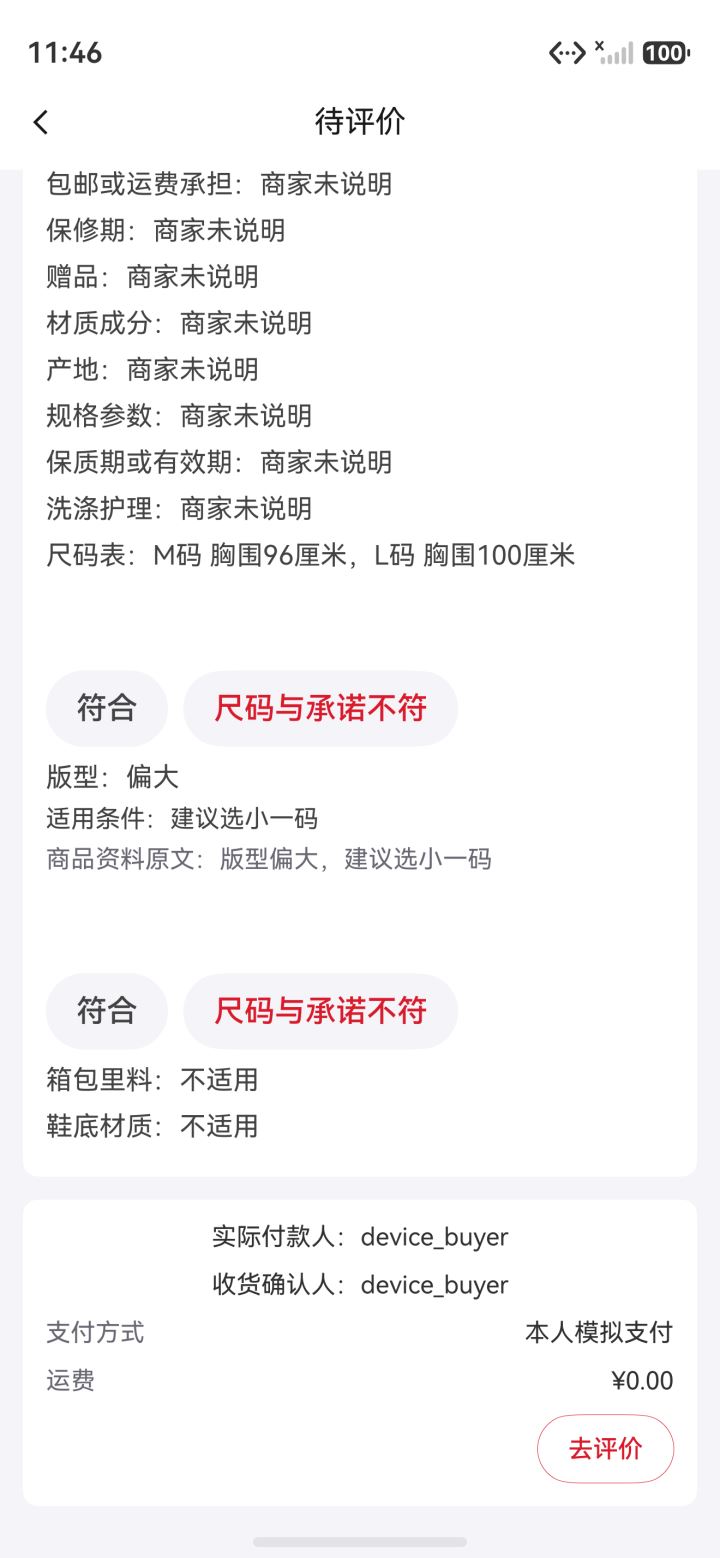 11:46
100
待评价
包邮或运费承担：商家未说明
保修期：商家未说明
赠品：商家未说明
材质成分：商家未说明
产地：商家未说明
规格参数：商家未说明
保质期或有效期：商家未说明
洗涤护理：商家未说明
尺码表：M码 胸围96厘米，L码 胸围100厘米
符合 尺码与承诺不符
版型：偏大
适用条件：建议选小一码
商品资料原文：版型偏大，建议选小一码
符合 尺码与承诺不符
箱包里料：不适用
鞋底材质：不适用
实际付款人：device_buyer
收货确认人：device_buyer
支付方式 本人模拟支付
运费 ¥0.00
去评价